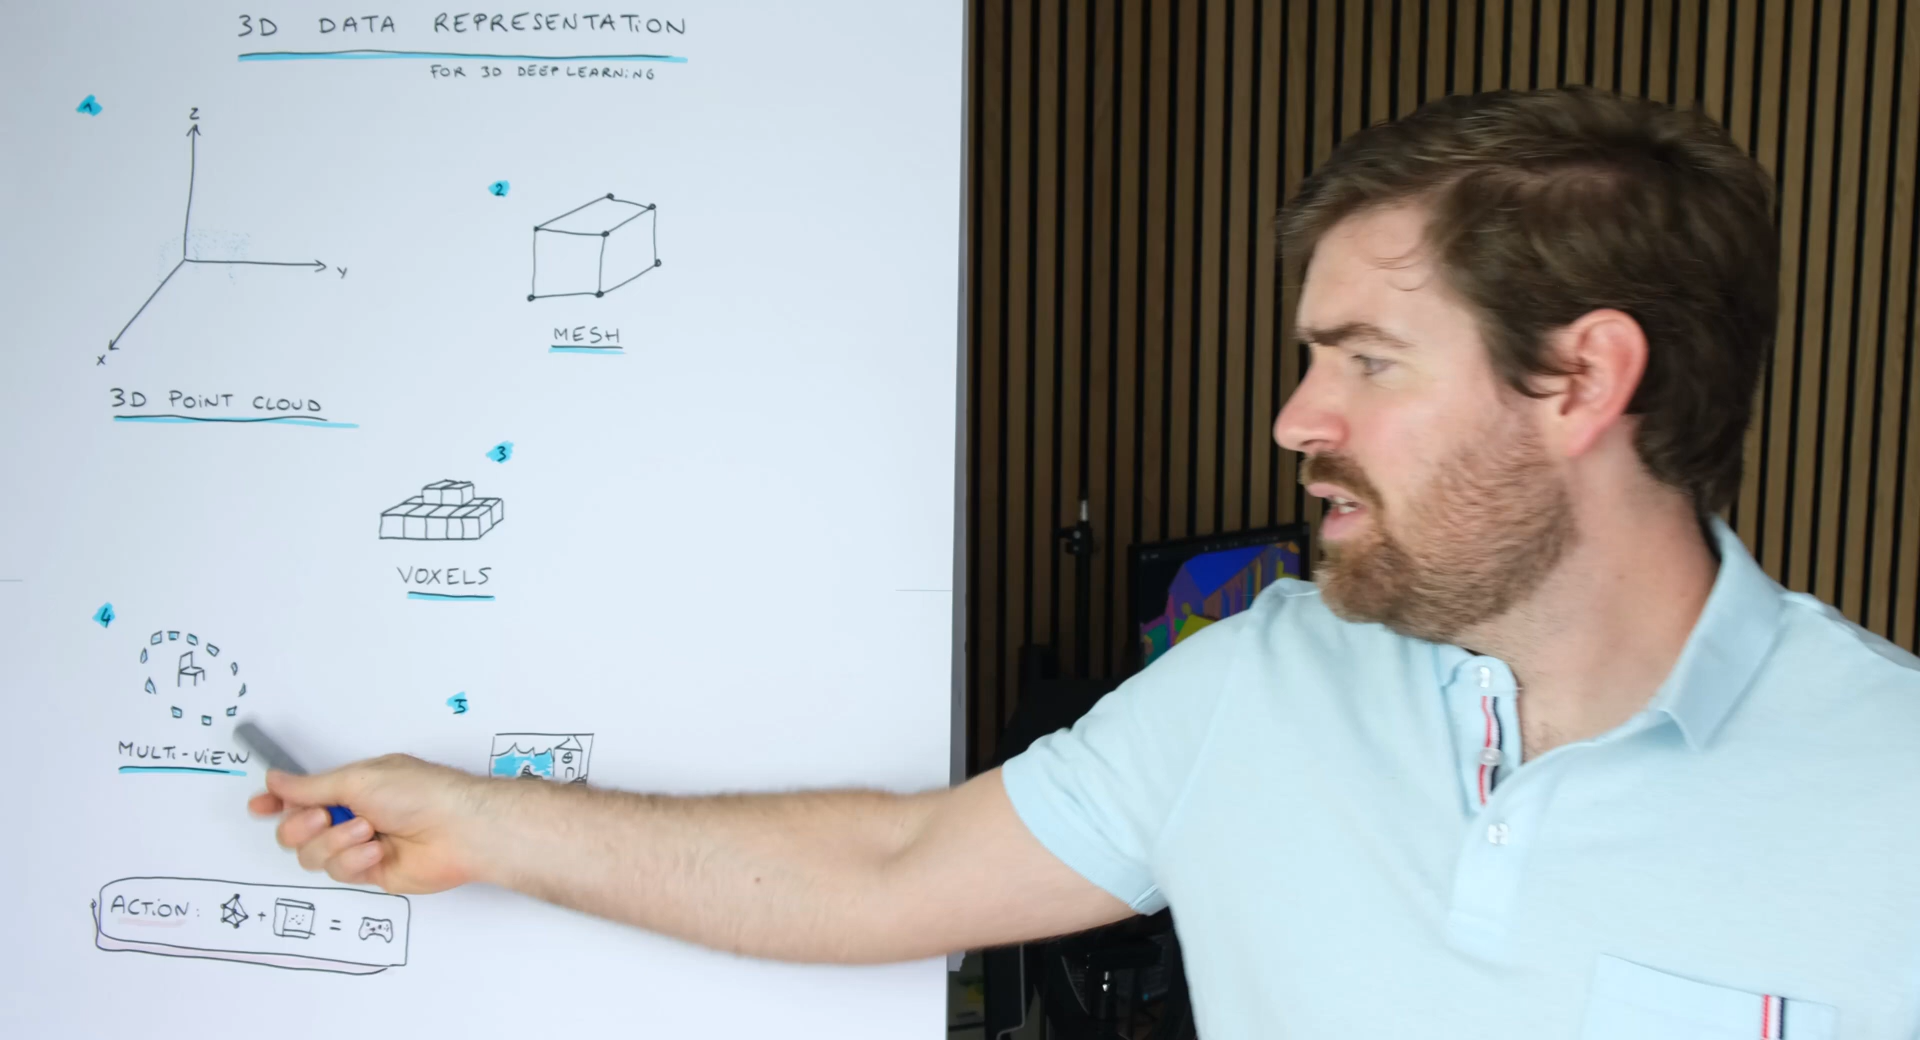 3D DATA REPRESENTATION
FOR 3D DEEP LEARNING
1
Z
Y
X
3D POINT CLOUD
2
MESH
3
VOXELS
4
MULTI-VIEW
5
ACTION: + =